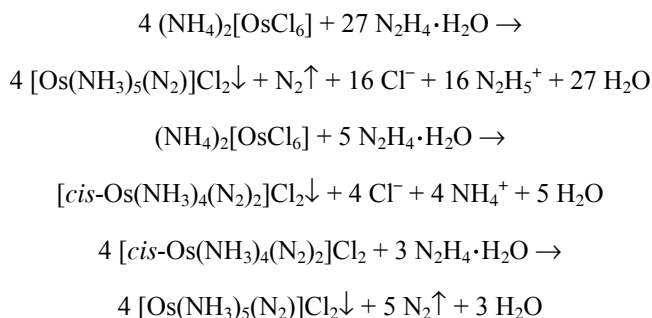 4 (NH₄)₂[OsCl₆] + 27 N₂H₄·H₂O →
4 [Os(NH₃)₅(N₂)]Cl₂↓ + N₂↑ + 16 Cl⁻ + 16 N₂H₅⁺ + 27 H₂O
(NH₄)₂[OsCl₆] + 5 N₂H₄·H₂O →
[cis-Os(NH₃)₄(N₂)₂]Cl₂↓ + 4 Cl⁻ + 4 NH₄⁺ + 5 H₂O
4 [cis-Os(NH₃)₄(N₂)₂]Cl₂ + 3 N₂H₄·H₂O →
4 [Os(NH₃)₅(N₂)]Cl₂↓ + 5 N₂↑ + 3 H₂O